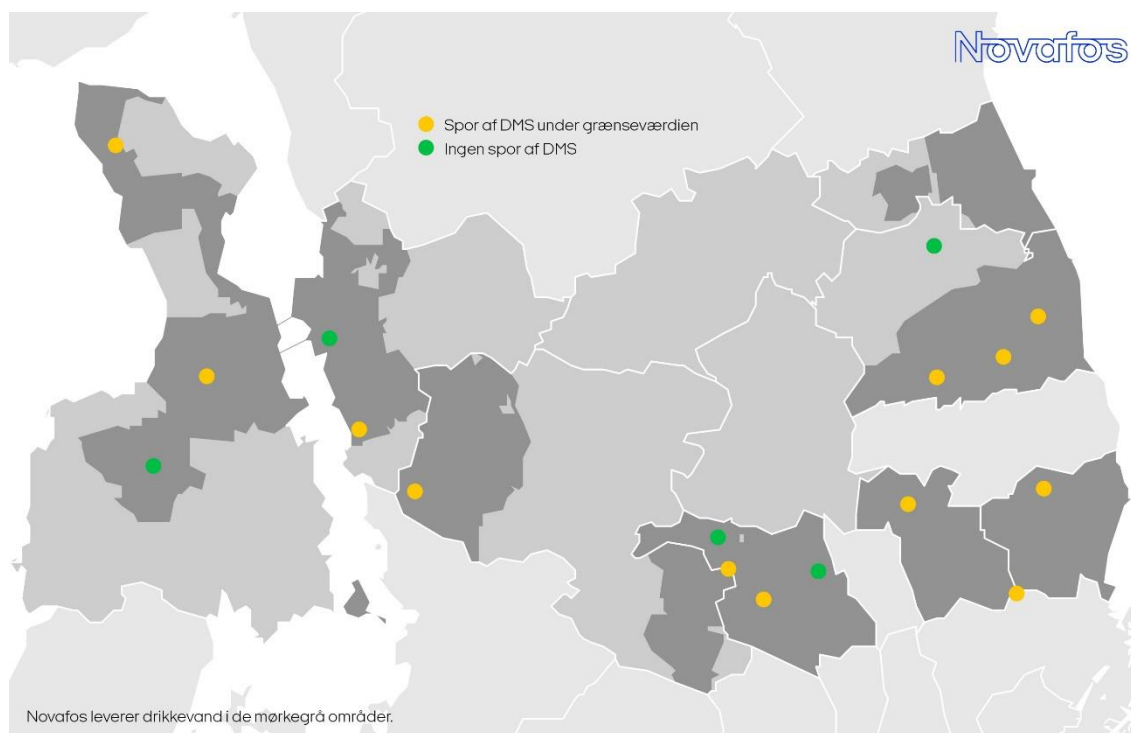 Novafos
Spor af DMS under grænseværdien
Ingen spor af DMS
Novafos leverer drikkevand i de mørkegrå områder.